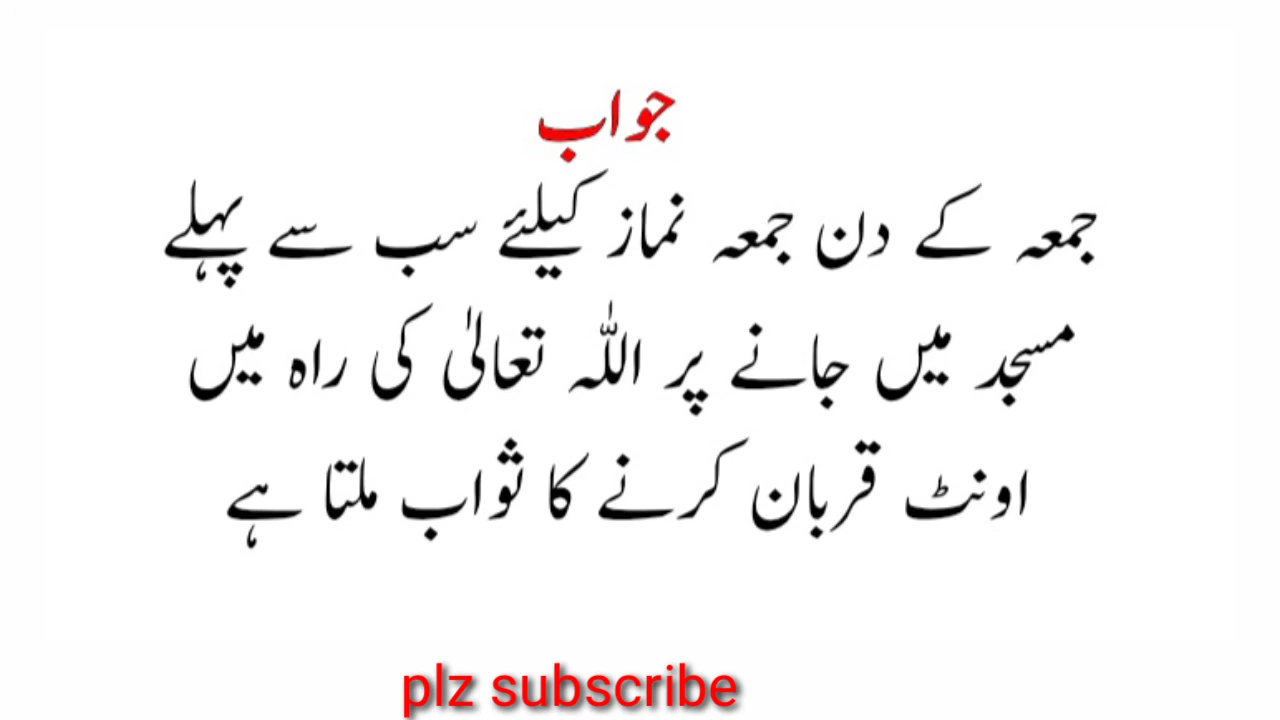 جواب
جمعہ کے دن جمعہ نماز کیلئے سب سے پہلے
مسجد میں جانے پر اللہ تعالیٰ کی راہ میں
اونٹ قربان کرنے کا ثواب ملتا ہے
plz subscribe